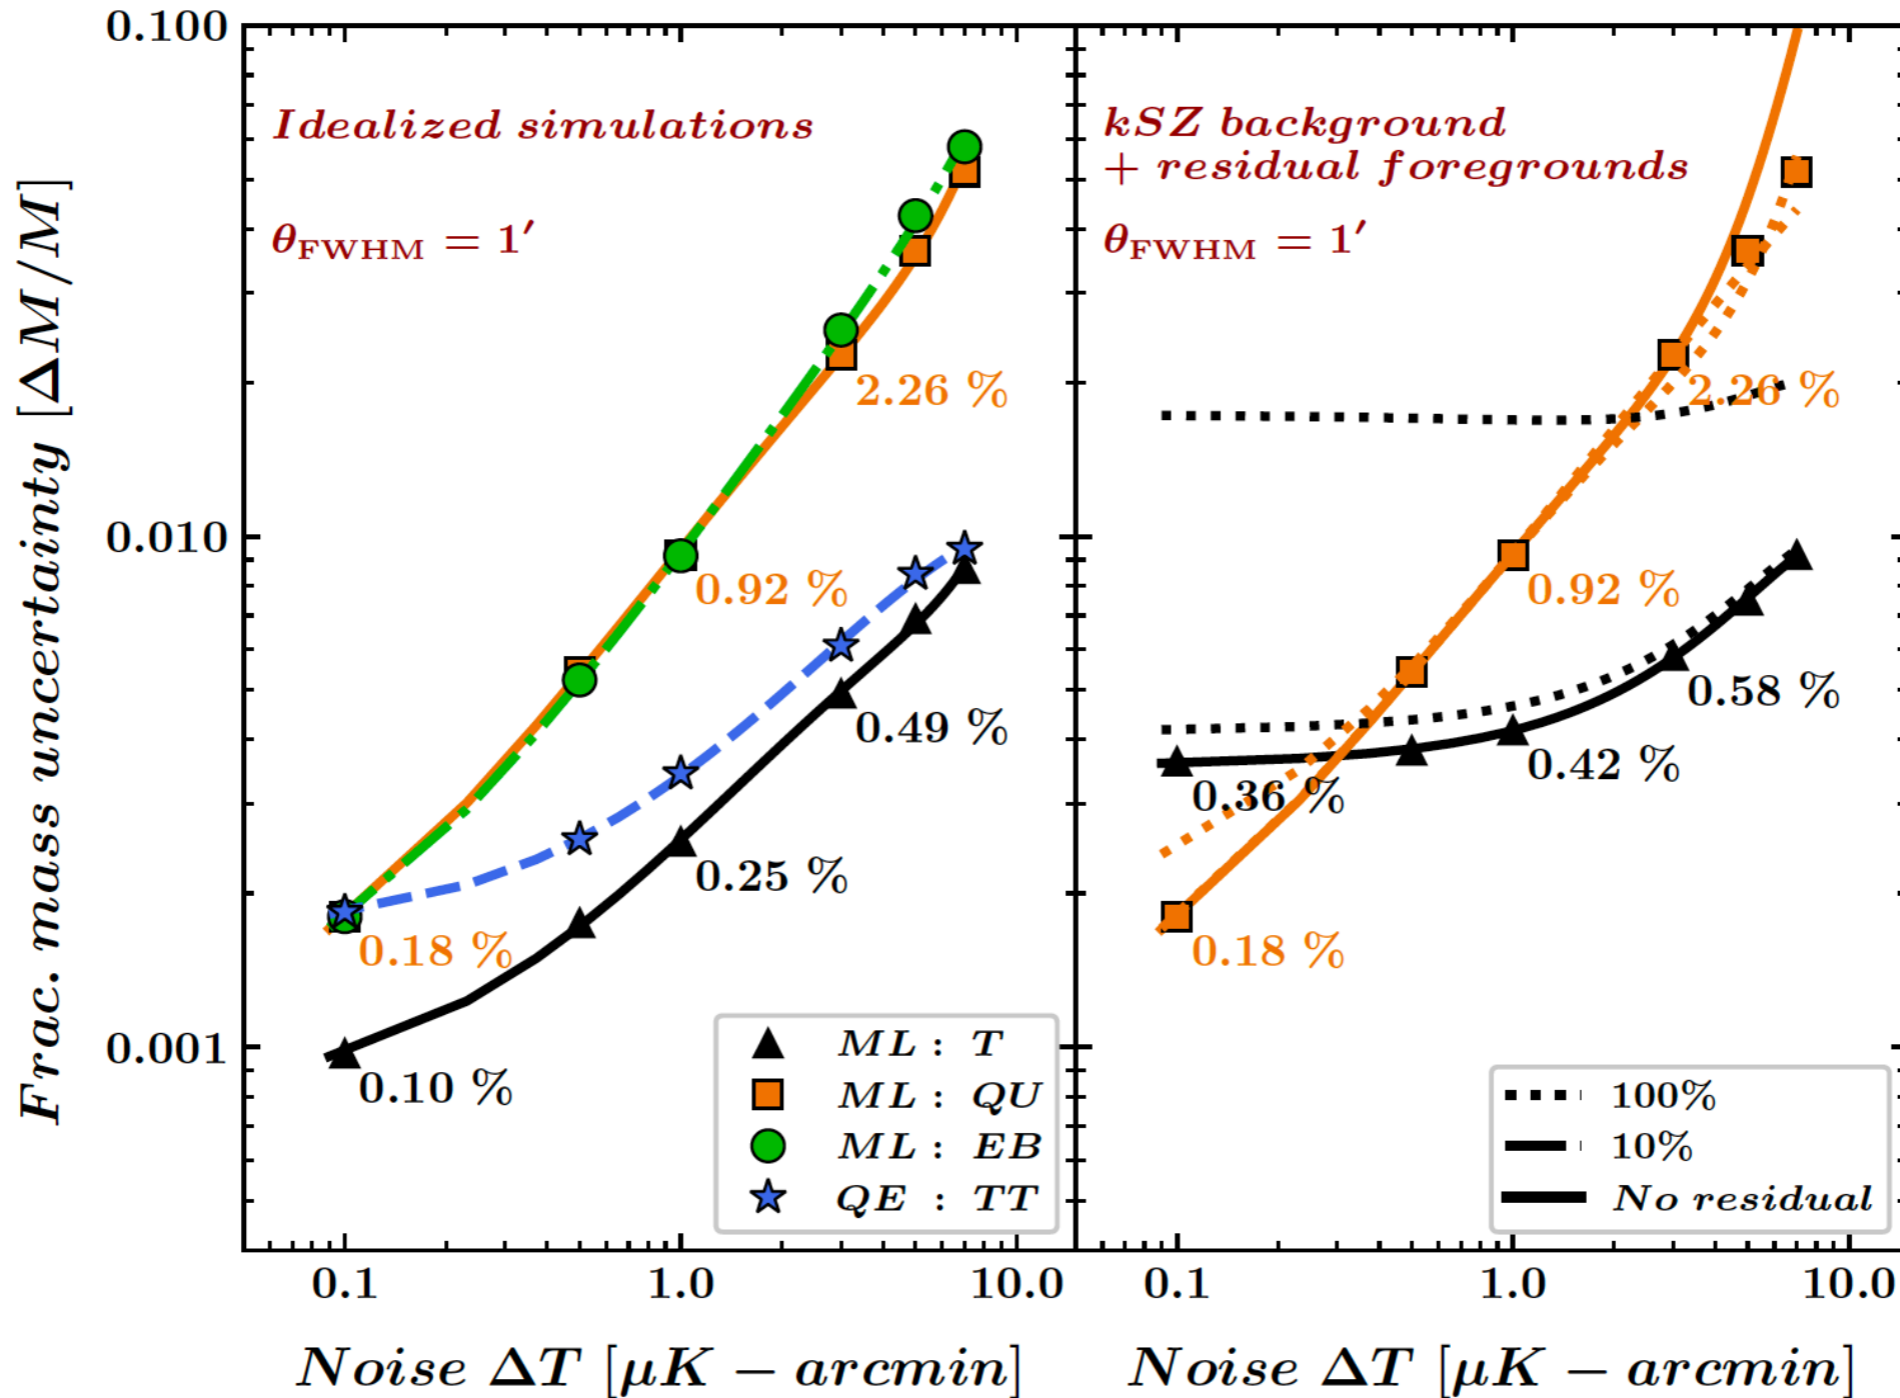 Frac. mass uncertainty [ΔM/M]
0.100
0.010
0.001
Idealized simulations
θFWHM = 1′
2.26 %
0.92 %
0.49 %
0.25 %
0.18 %
0.10 %
ML : T
ML : QU
ML : EB
QE : TT
0.1
1.0
10.0
Noise ΔT [μK − arcmin]
kSZ background
+ residual foregrounds
θFWHM = 1′
2.26 %
0.92 %
0.58 %
0.42 %
0.36 %
0.18 %
100%
10%
No residual
0.1
1.0
10.0
Noise ΔT [μK − arcmin]